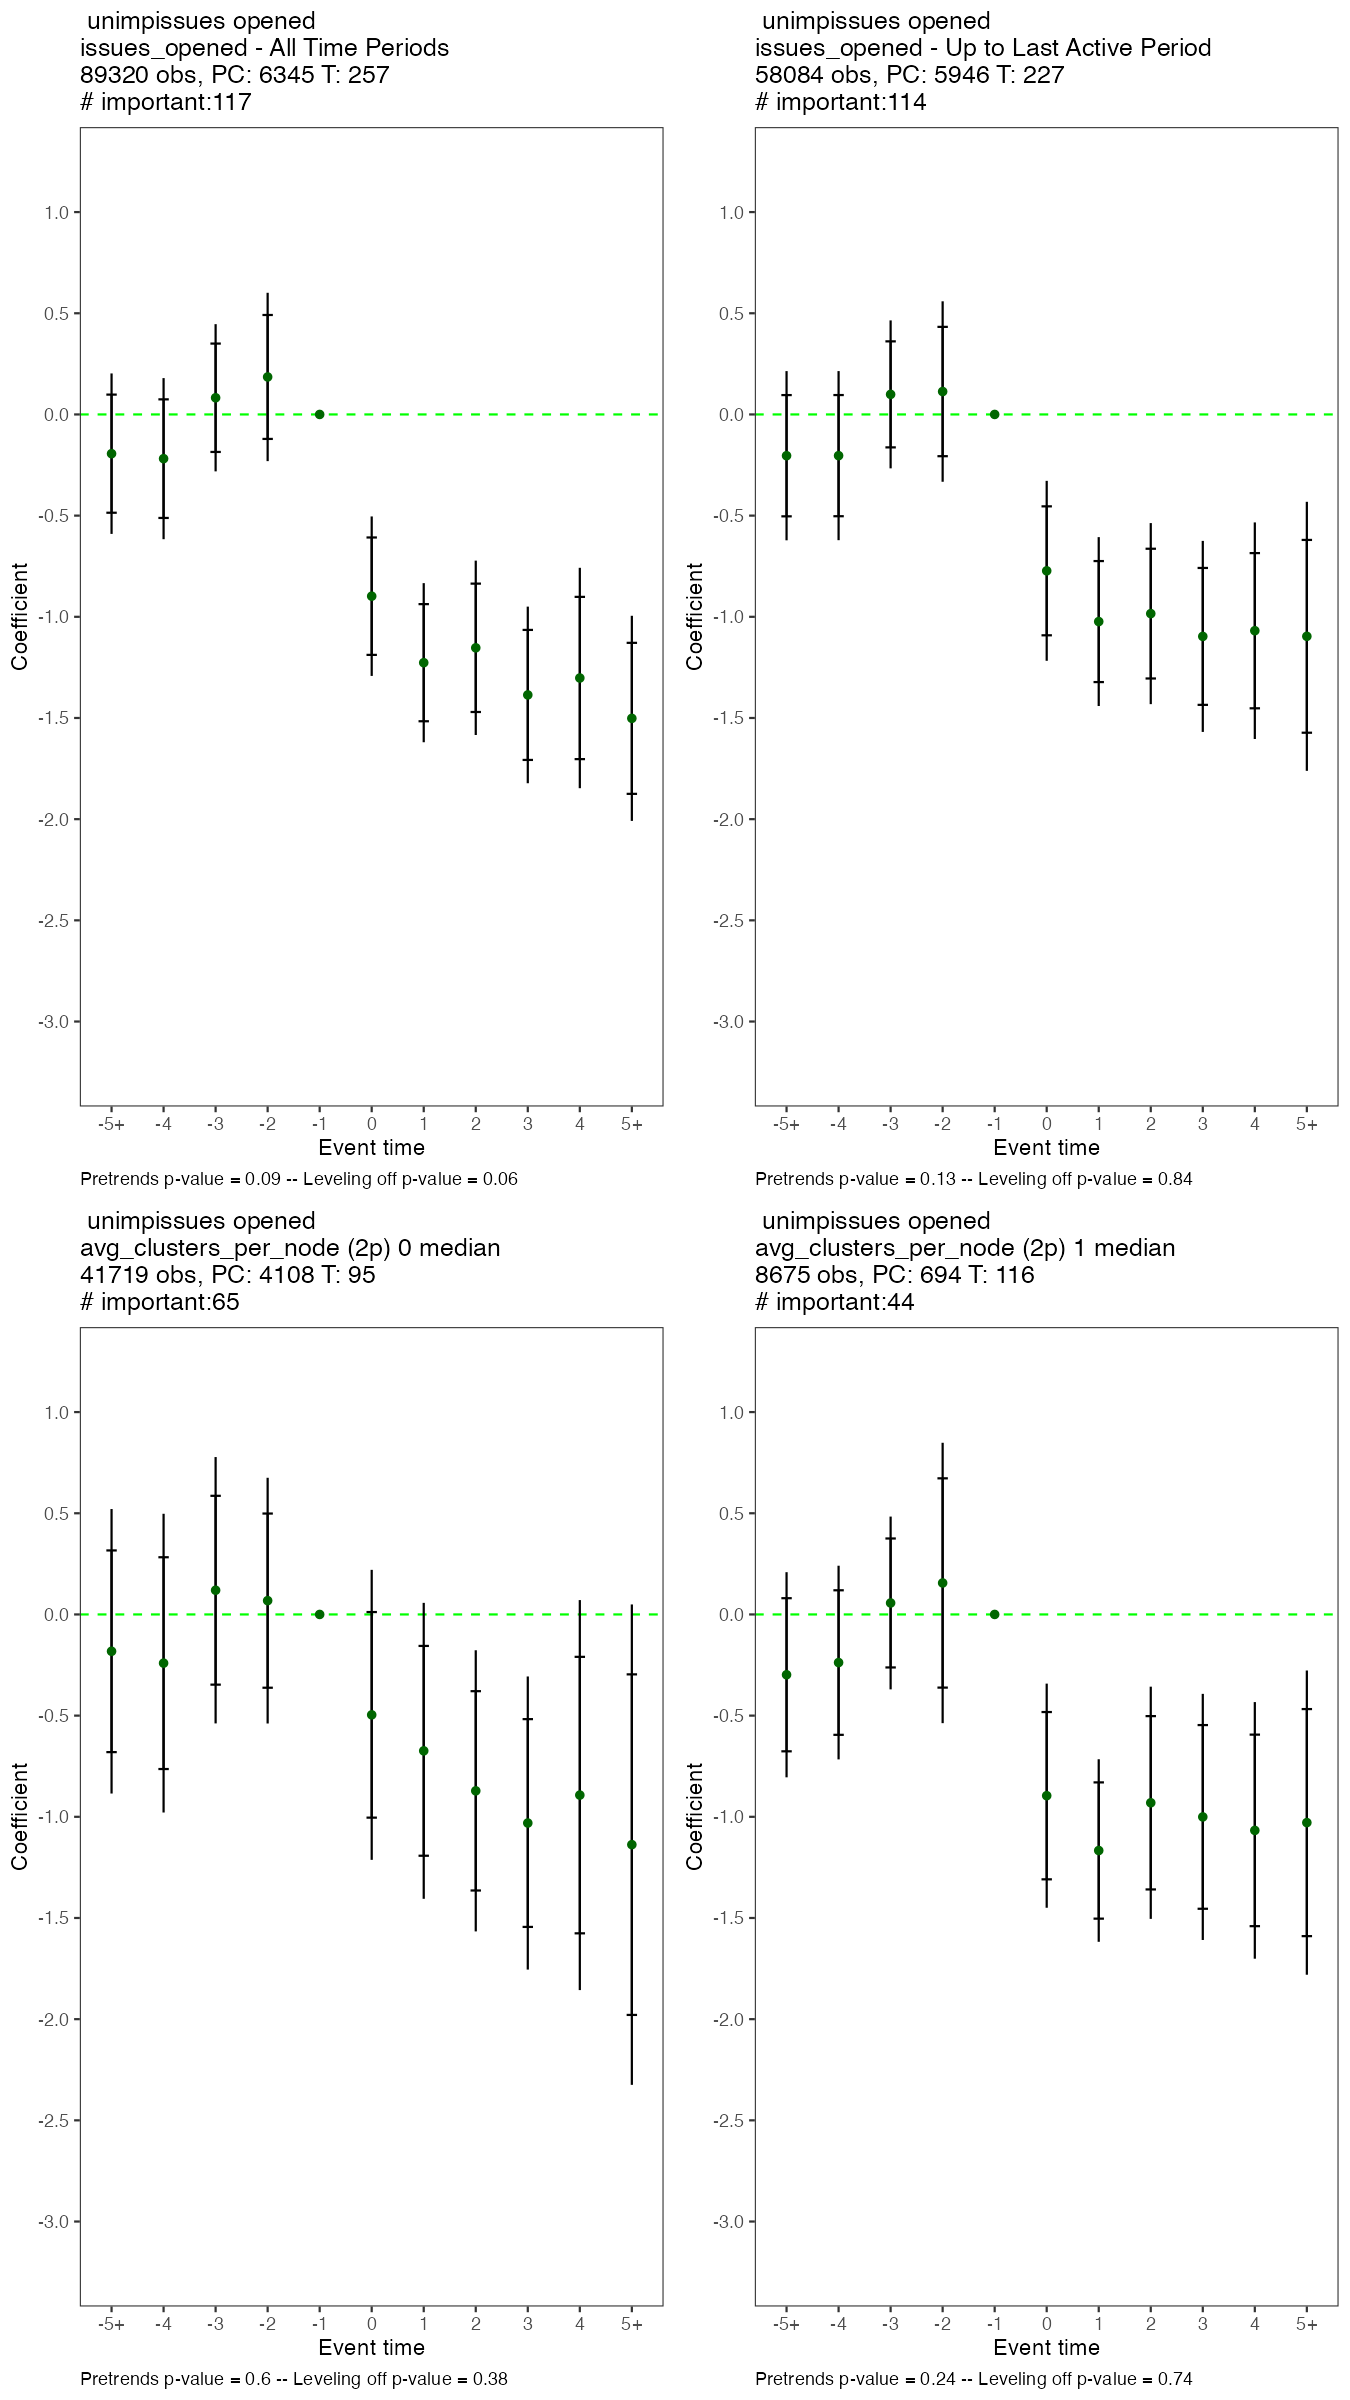 unimpissues opened
issues_opened - All Time Periods
89320 obs, PC: 6345 T: 257
# important:117
1.0
0.5
0.0
-0.5
-1.0
-1.5
-2.0
-2.5
-3.0
Coefficient
-5+ -4 -3 -2 -1 0 1 2 3 4 5+
Event time
Pretrends p-value = 0.09 -- Leveling off p-value = 0.06
unimpissues opened
issues_opened - Up to Last Active Period
58084 obs, PC: 5946 T: 227
# important:114
1.0
0.5
0.0
-0.5
-1.0
-1.5
-2.0
-2.5
-3.0
Coefficient
-5+ -4 -3 -2 -1 0 1 2 3 4 5+
Event time
Pretrends p-value = 0.13 -- Leveling off p-value = 0.84
unimpissues opened
avg_clusters_per_node (2p) 0 median
41719 obs, PC: 4108 T: 95
# important:65
1.0
0.5
0.0
-0.5
-1.0
-1.5
-2.0
-2.5
-3.0
Coefficient
-5+ -4 -3 -2 -1 0 1 2 3 4 5+
Event time
Pretrends p-value = 0.6 -- Leveling off p-value = 0.38
unimpissues opened
avg_clusters_per_node (2p) 1 median
8675 obs, PC: 694 T: 116
# important:44
1.0
0.5
0.0
-0.5
-1.0
-1.5
-2.0
-2.5
-3.0
Coefficient
-5+ -4 -3 -2 -1 0 1 2 3 4 5+
Event time
Pretrends p-value = 0.24 -- Leveling off p-value = 0.74